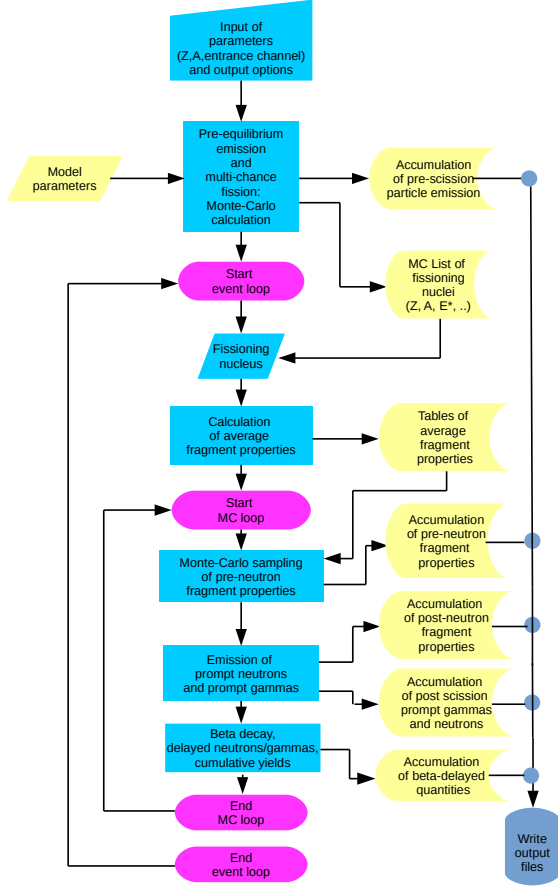 Input of
parameters
(Z,A,entrance channel)
and output options
Pre-equilibrium
emission
and
multi-chance
fission:
Monte-Carlo
calculation
Model
parameters
Accumulation
of pre-scission
particle emission
Start
event loop
MC List of
fissioning
nuclei
(Z, A, E*, ..)
Fissioning
nucleus
Calculation
of average
fragment properties
Tables of
average
fragment
properties
Start
MC loop
Accumulation
of pre-neutron
fragment
properties
Monte-Carlo sampling
of pre-neutron
fragment properties
Accumulation
of post-neutron
fragment
properties
Emission of
prompt neutrons
and prompt gammas
Accumulation
of post scission
prompt gammas
and neutrons
Beta decay,
delayed neutrons/gammas,
cumulative yields
Accumulation
of beta-delayed
quantities
End
MC loop
Write
output
files
End
event loop